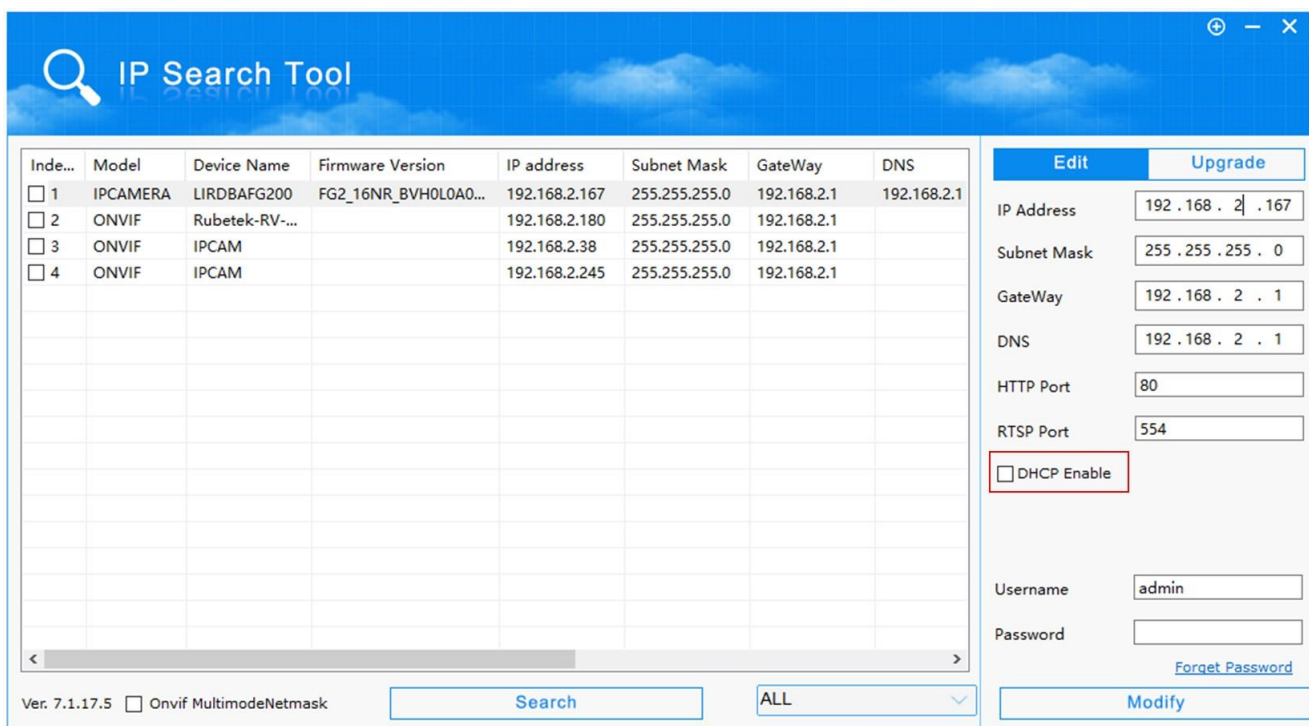 IP Search Tool
Inde... Model Device Name Firmware Version IP address Subnet Mask GateWay DNS
1 IPCAMERA LIRDBAFG200 FG2_16NR_BVH0L0A0... 192.168.2.167 255.255.255.0 192.168.2.1 192.168.2.1
2 ONVIF Rubetek-RV-... 192.168.2.180 255.255.255.0 192.168.2.1
3 ONVIF IPCAM 192.168.2.38 255.255.255.0 192.168.2.1
4 ONVIF IPCAM 192.168.2.245 255.255.255.0 192.168.2.1
Edit Upgrade
IP Address 192 .168 . 2 .167
Subnet Mask 255 .255 .255 . 0
GateWay 192 .168 . 2 . 1
DNS 192 .168 . 2 . 1
HTTP Port 80
RTSP Port 554
DHCP Enable
Username admin
Password
Forget Password
Ver. 7.1.17.5 Onvif MultimodeNetmask Search ALL Modify